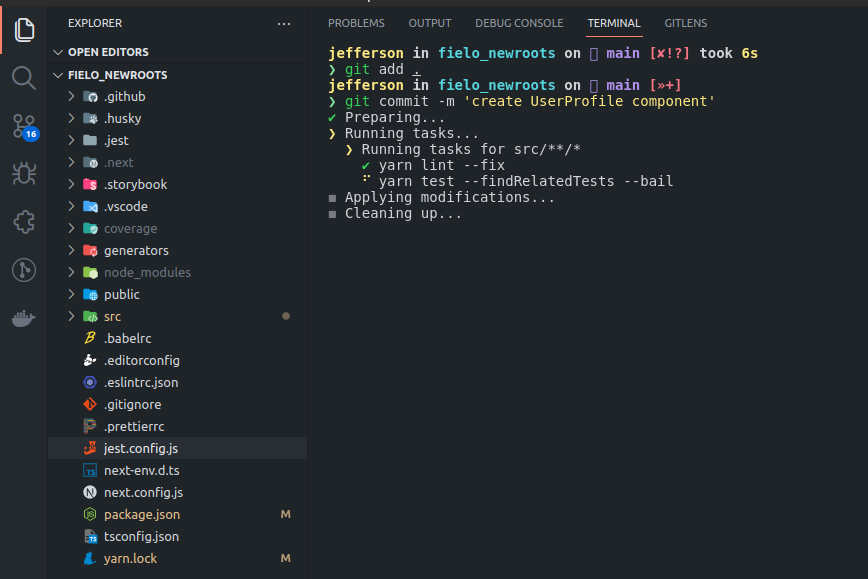 EXPLORER
OPEN EDITORS
FIELO_NEWROOTS
.github
.husky
.jest
.next
.storybook
.vscode
coverage
generators
node_modules
public
src
.babelrc
.editorconfig
.eslintrc.json
.gitignore
.prettierrc
jest.config.js
next-env.d.ts
next.config.js
package.json M
tsconfig.json
yarn.lock M
16
PROBLEMS OUTPUT DEBUG CONSOLE TERMINAL GITLENS
jefferson in fielo_newroots on main [✘!?] took 6s
❯ git add .
jefferson in fielo_newroots on main [»+]
❯ git commit -m 'create UserProfile component'
✔ Preparing...
❯ Running tasks...
❯ Running tasks for src/**/*
✔ yarn lint --fix
⠋ yarn test --findRelatedTests --bail
◼ Applying modifications...
◼ Cleaning up...